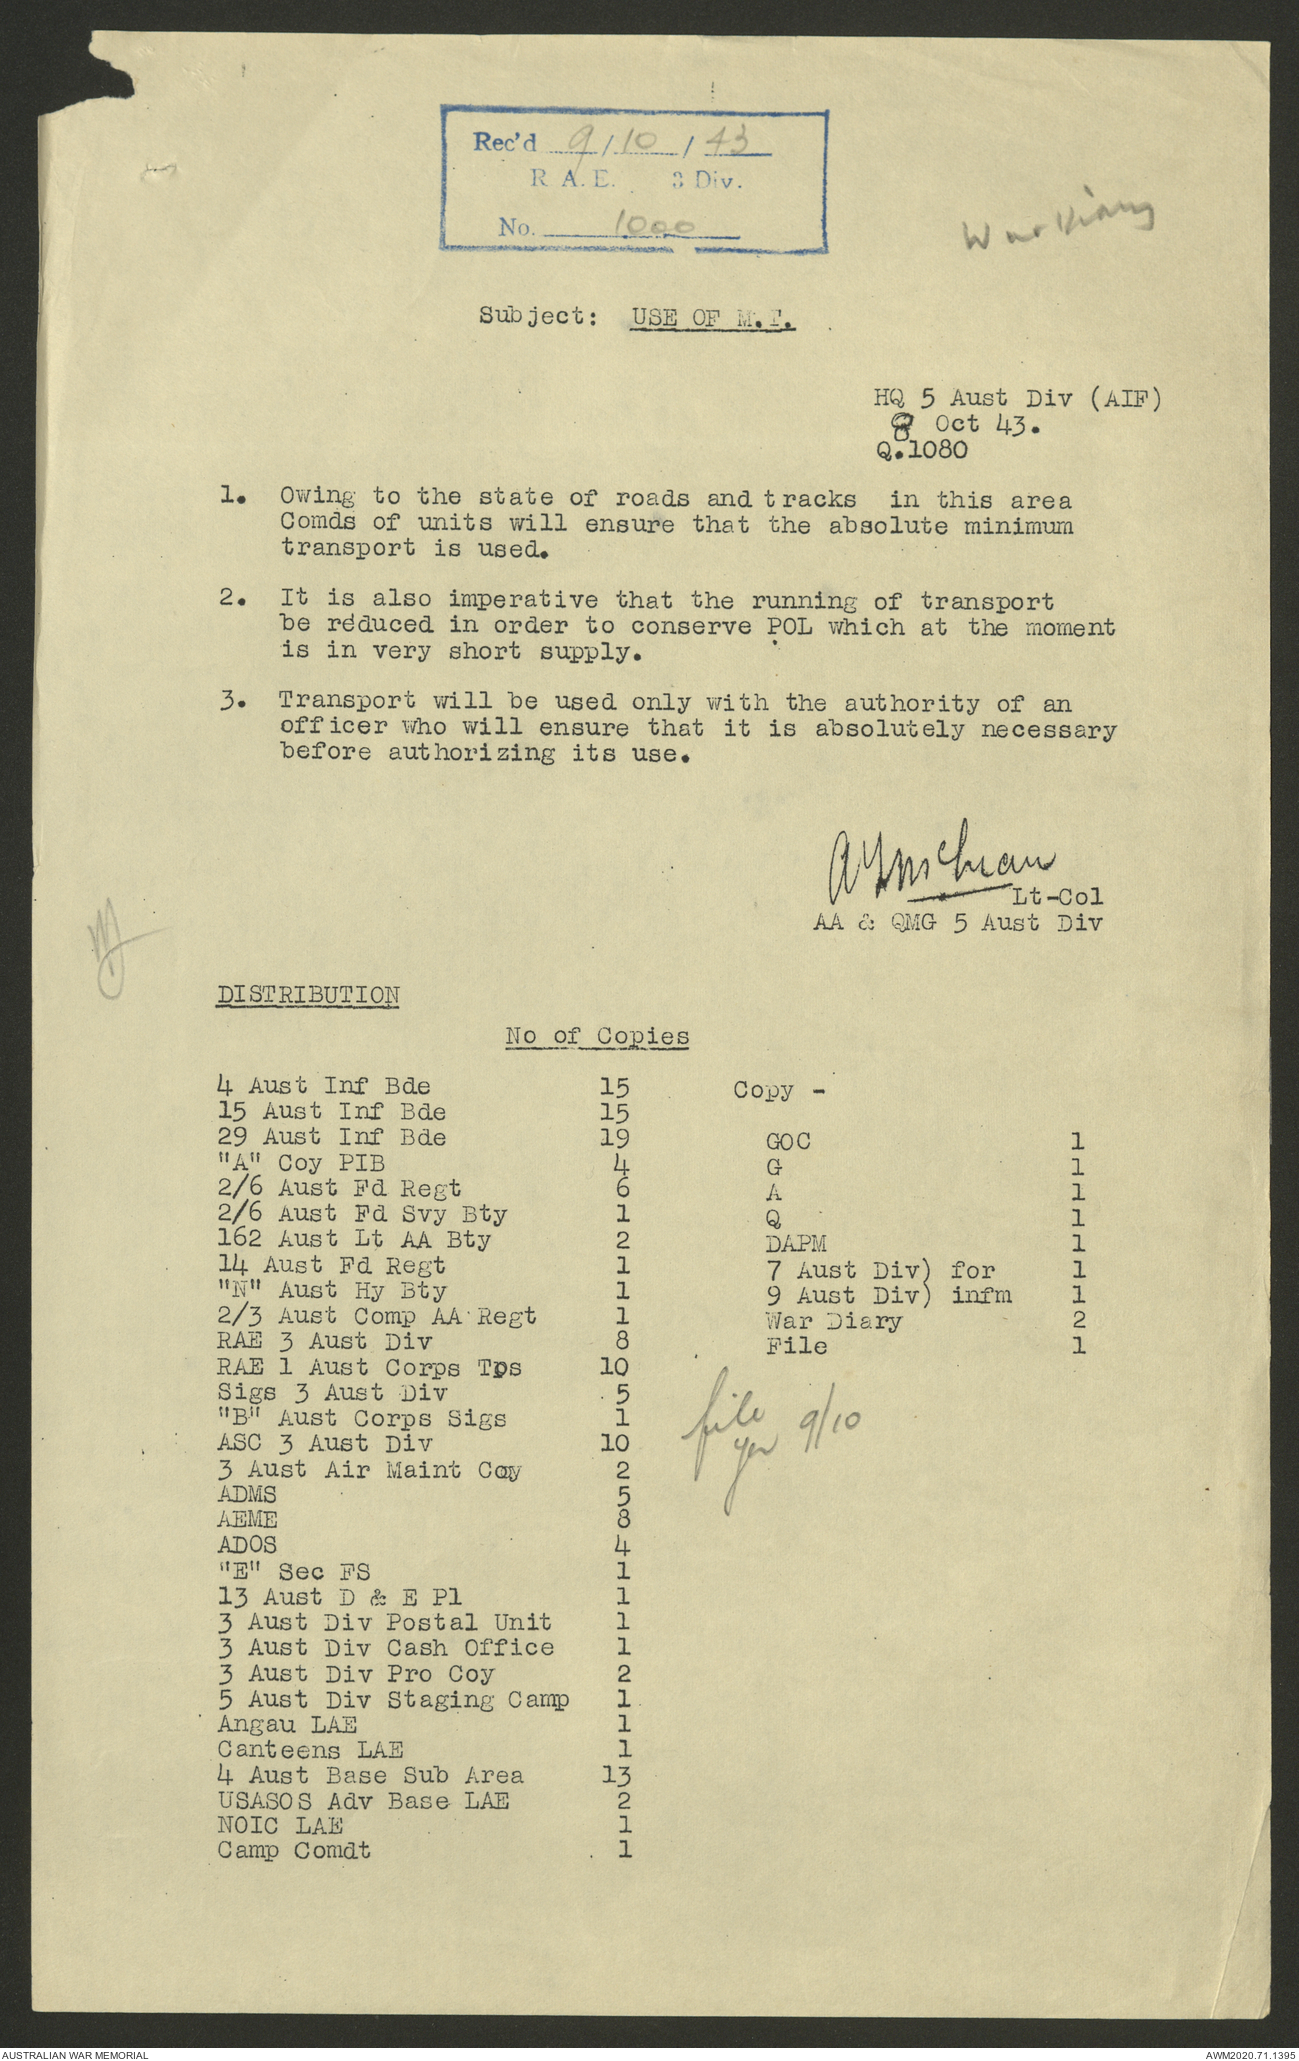 Rec'd 9/10/43
R.A.E. 3 Div.
No. 1000
War Diary
Subject: USE OF M.T.
HQ 5 Aust Div (AIF)
8 Oct 43.
Q.1080
1. Owing to the state of roads and tracks in this area
Comds of units will ensure that the absolute minimum
transport is used.
2. It is also imperative that the running of transport
be reduced in order to conserve POL which at the moment
is in very short supply.
3. Transport will be used only with the authority of an
officer who will ensure that it is absolutely necessary
before authorizing its use.
Lt-Col
AA & QMG 5 Aust Div
DISTRIBUTION
No of Copies
4 Aust Inf Bde 15
15 Aust Inf Bde 15
29 Aust Inf Bde 19
"A" Coy PIB 4
2/6 Aust Fd Regt 6
2/6 Aust Fd Svy Bty 1
162 Aust Lt AA Bty 2
14 Aust Fd Regt 1
"N" Aust Hy Bty 1
2/3 Aust Comp AA Regt 1
RAE 3 Aust Div 8
RAE 1 Aust Corps Tps 10
Sigs 3 Aust Div 5
"B" Aust Corps Sigs 1
ASC 3 Aust Div 10
3 Aust Air Maint Coy 2
ADMS 5
AEME 8
ADOS 4
"E" Sec FS 1
13 Aust D & E Pl 1
3 Aust Div Postal Unit 1
3 Aust Div Cash Office 1
3 Aust Div Pro Coy 2
5 Aust Div Staging Camp 1
Angau LAE 1
Canteens LAE 1
4 Aust Base Sub Area 13
USASOS Adv Base LAE 2
NOIC LAE 1
Camp Comdt 1
Copy -
GOC 1
G 1
A 1
Q 1
DAPM 1
7 Aust Div) for 1
9 Aust Div) infm 1
War Diary 2
File 1
file 9/10
AUSTRALIAN WAR MEMORIAL
AWM2020.71.1395